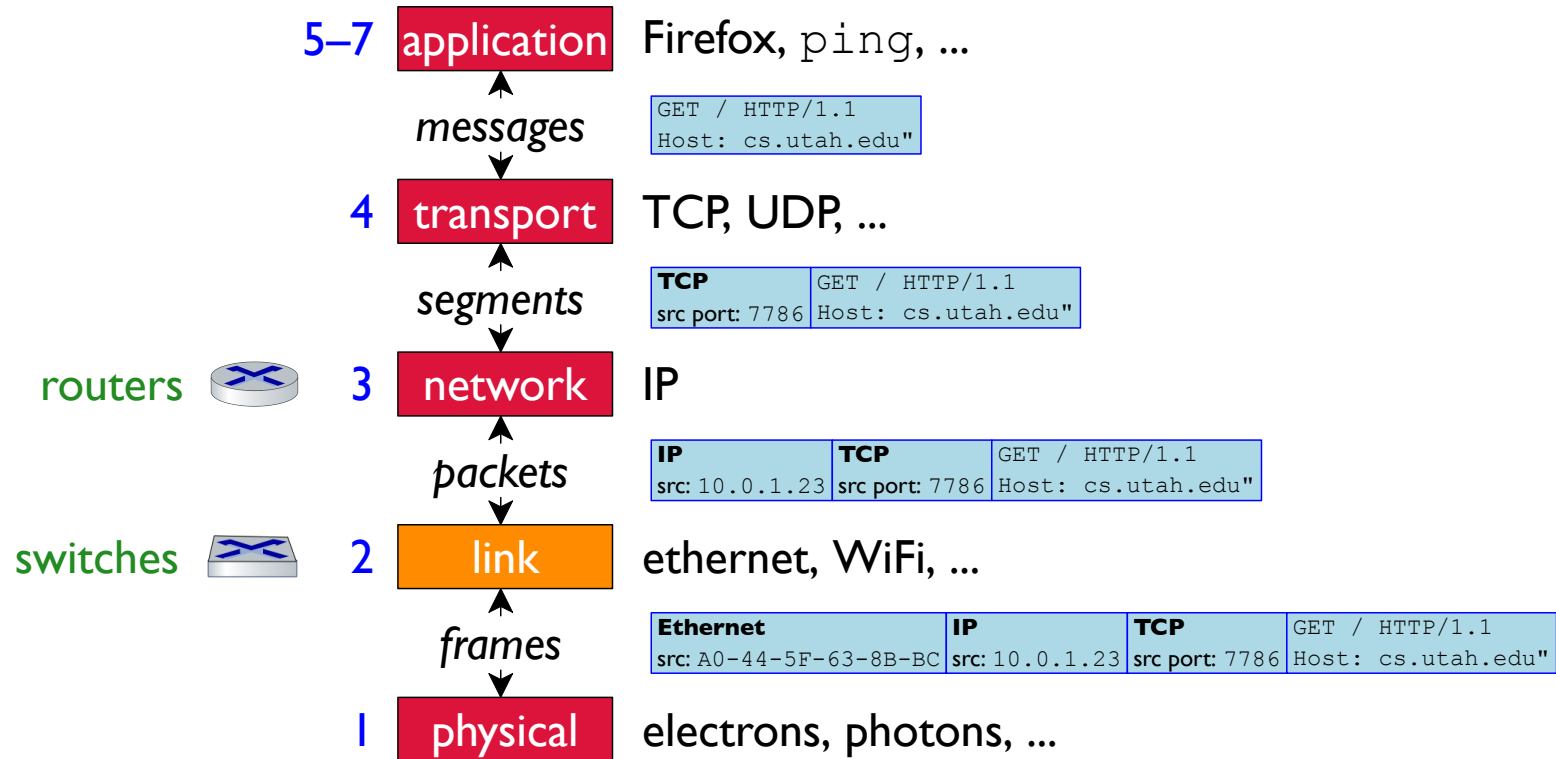 5–7 application Firefox, ping, ...
messages
GET / HTTP/1.1
Host: cs.utah.edu"
4 transport TCP, UDP, ...
segments
TCP GET / HTTP/1.1
src port: 7786 Host: cs.utah.edu"
routers 3 network IP
packets
IP TCP GET / HTTP/1.1
src: 10.0.1.23 src port: 7786 Host: cs.utah.edu"
switches 2 link ethernet, WiFi, ...
frames
Ethernet IP TCP GET / HTTP/1.1
src: A0-44-5F-63-8B-BC src: 10.0.1.23 src port: 7786 Host: cs.utah.edu"
1 physical electrons, photons, ...